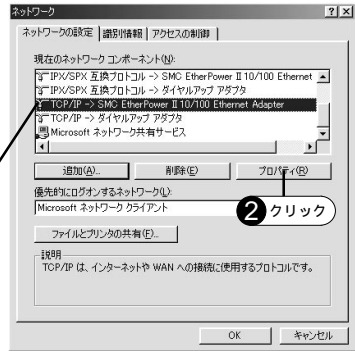 ネットワーク
ネットワークの設定 識別情報 アクセスの制御
現在のネットワーク コンポーネント(N):
IPX/SPX 互換プロトコル -> SMC EtherPower II 10/100 Ethernet
IPX/SPX 互換プロトコル -> ダイヤルアップ アダプタ
TCP/IP -> SMC EtherPower II 10/100 Ethernet Adapter
TCP/IP -> ダイヤルアップ アダプタ
Microsoft ネットワーク共有サービス
追加(A)... 削除(E) プロパティ(R)
優先的にログオンするネットワーク(L):
Microsoft ネットワーク クライアント
2 クリック
ファイルとプリンタの共有(F)...
説明
TCP/IP は、インターネットや WAN への接続に使用するプロトコルです。
OK キャンセル